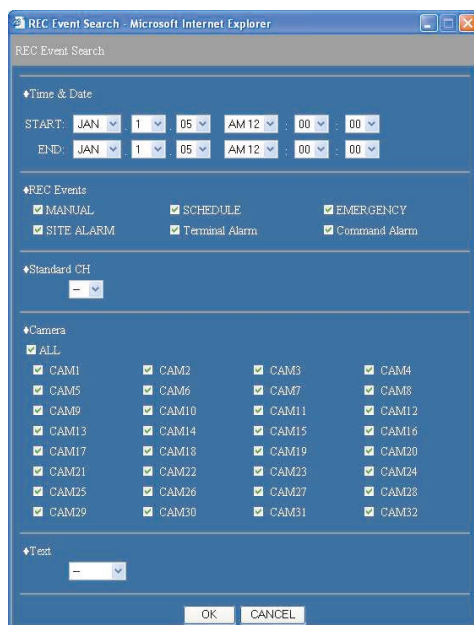 REC Event Search - Microsoft Internet Explorer
REC Event Search
♦Time & Date
START: JAN . 1 . 05 AM 12 : 00 : 00
END: JAN . 1 . 05 AM 12 : 00 : 00
♦REC Events
MANUAL SCHEDULE EMERGENCY
SITE ALARM Terminal Alarm Command Alarm
♦Standard CH
--
♦Camera
ALL
CAM1 CAM2 CAM3 CAM4
CAM5 CAM6 CAM7 CAM8
CAM9 CAM10 CAM11 CAM12
CAM13 CAM14 CAM15 CAM16
CAM17 CAM18 CAM19 CAM20
CAM21 CAM22 CAM23 CAM24
CAM25 CAM26 CAM27 CAM28
CAM29 CAM30 CAM31 CAM32
♦Text
--
OK CANCEL